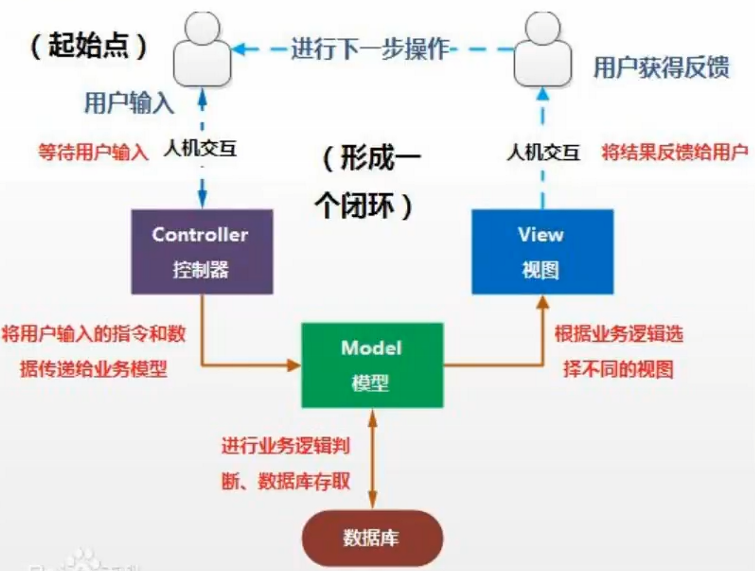 （起始点）
进行下一步操作
用户获得反馈
用户输入
等待用户输入
人机交互
（形成一
个闭环）
人机交互
将结果反馈给用户
Controller
控制器
View
视图
将用户输入的指令和数
据传递给业务模型
Model
模型
根据业务逻辑选
择不同的视图
进行业务逻辑判
断、数据库存取
数据库